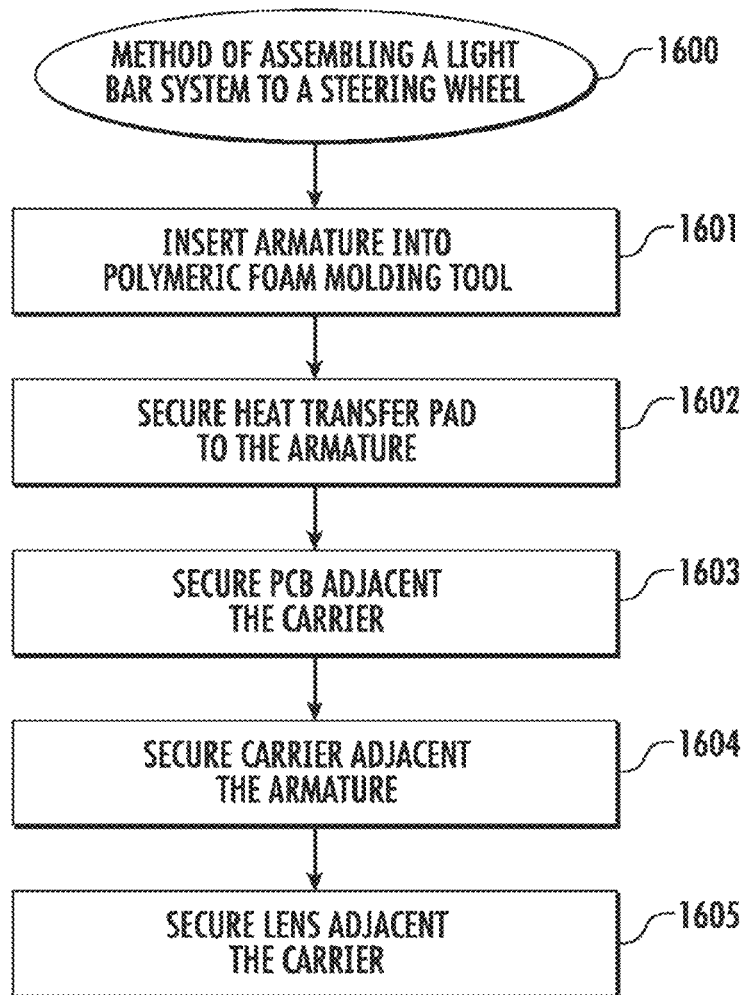 METHOD OF ASSEMBLING A LIGHT
BAR SYSTEM TO A STEERING WHEEL
1600
INSERT ARMATURE INTO
POLYMERIC FOAM MOLDING TOOL
1601
SECURE HEAT TRANSFER PAD
TO THE ARMATURE
1602
SECURE PCB ADJACENT
THE CARRIER
1603
SECURE CARRIER ADJACENT
THE ARMATURE
1604
SECURE LENS ADJACENT
THE CARRIER
1605